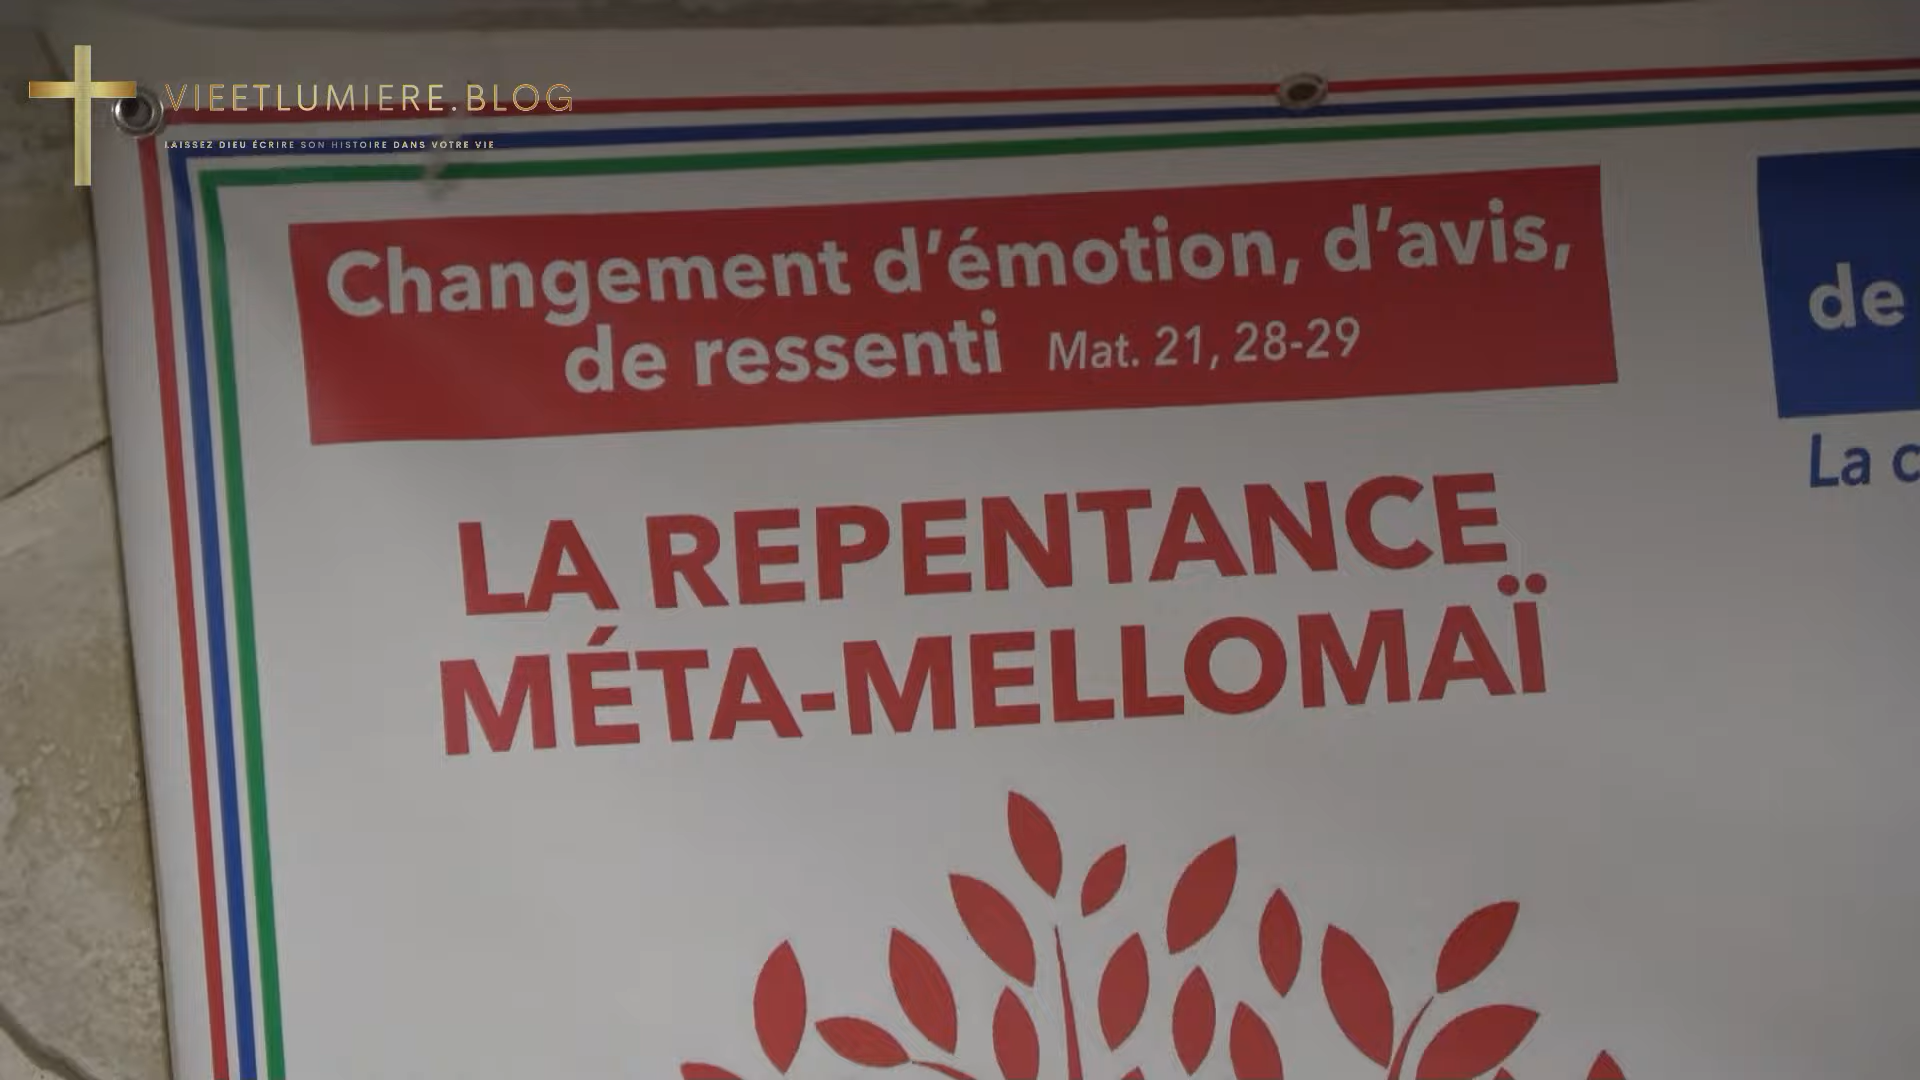 VIEETLUMIERE.BLOG
LAISSEZ DIEU ÉCRIRE SON HISTOIRE DANS VOTRE VIE
Changement d'émotion, d'avis,
de ressenti Mat. 21, 28-29
LA REPENTANCE
MÉTA-MELLOMAÏ
de
La c